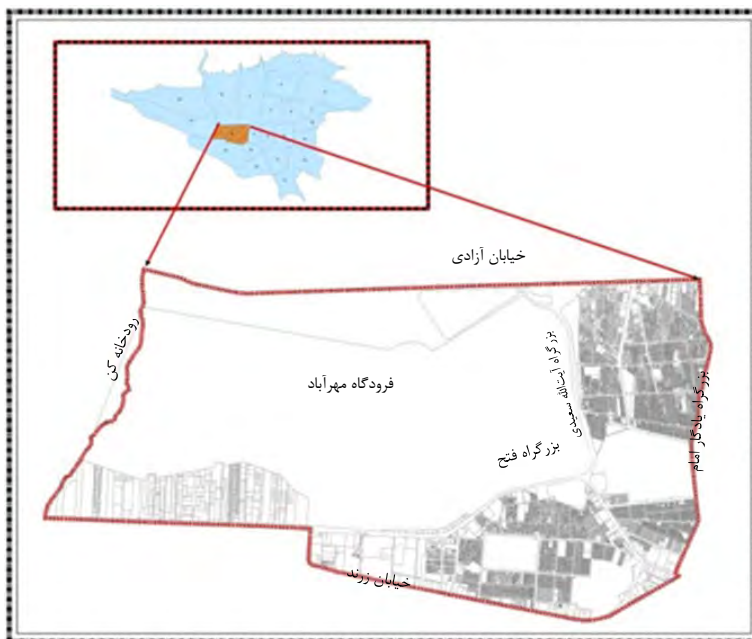 خیابان آزادی
رودخانه کن
فرودگاه مهرآباد
بزرگراه آیت‌الله سعیدی
بزرگراه یادگار امام
بزرگراه فتح
خیابان زرند